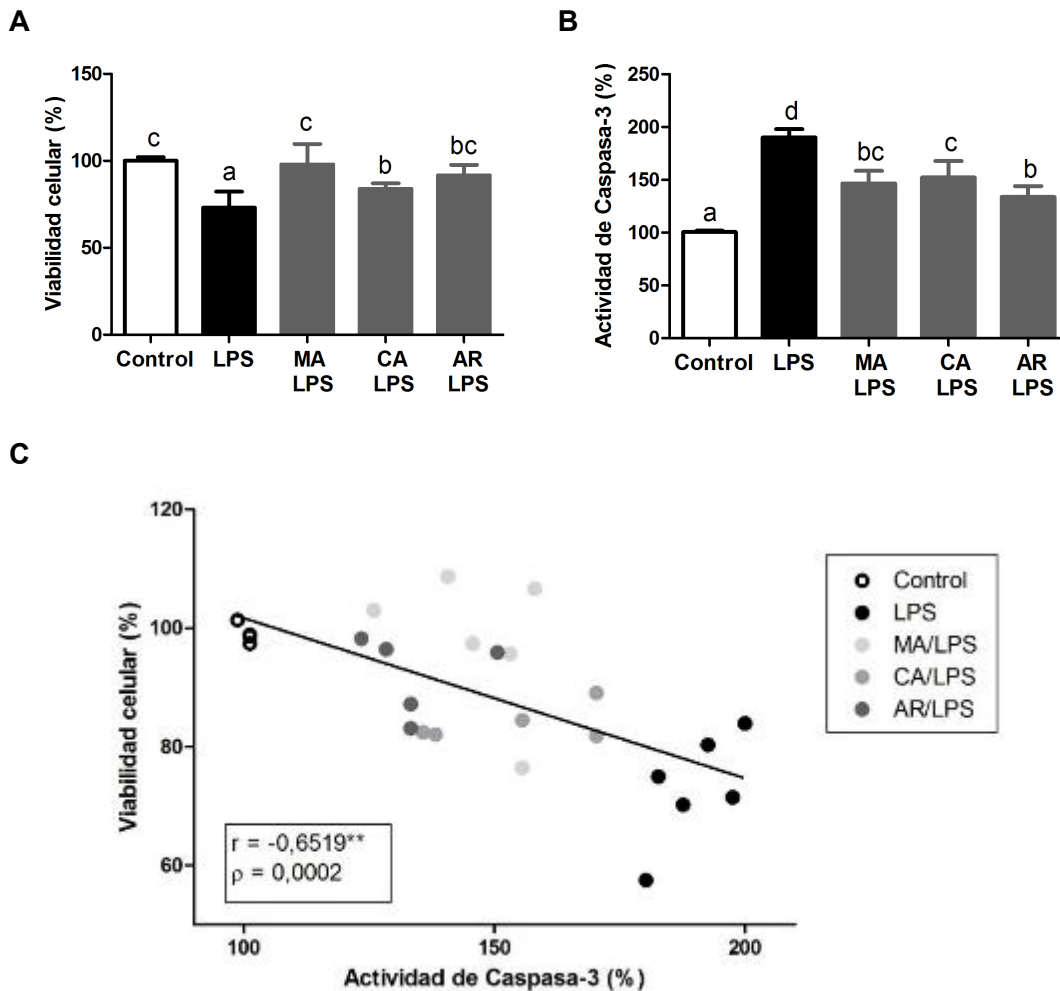 A
Viabilidad celular (%)
150
100
50
0
c
a
c
b
bc
Control
LPS
MA
LPS
CA
LPS
AR
LPS
B
Actividad de Caspasa-3 (%)
250
200
150
100
50
0
a
d
bc
c
b
Control
LPS
MA
LPS
CA
LPS
AR
LPS
C
Viabilidad celular (%)
120
100
80
60
r = -0,6519**
ρ = 0,0002
100
150
200
Actividad de Caspasa-3 (%)
Control
LPS
MA/LPS
CA/LPS
AR/LPS